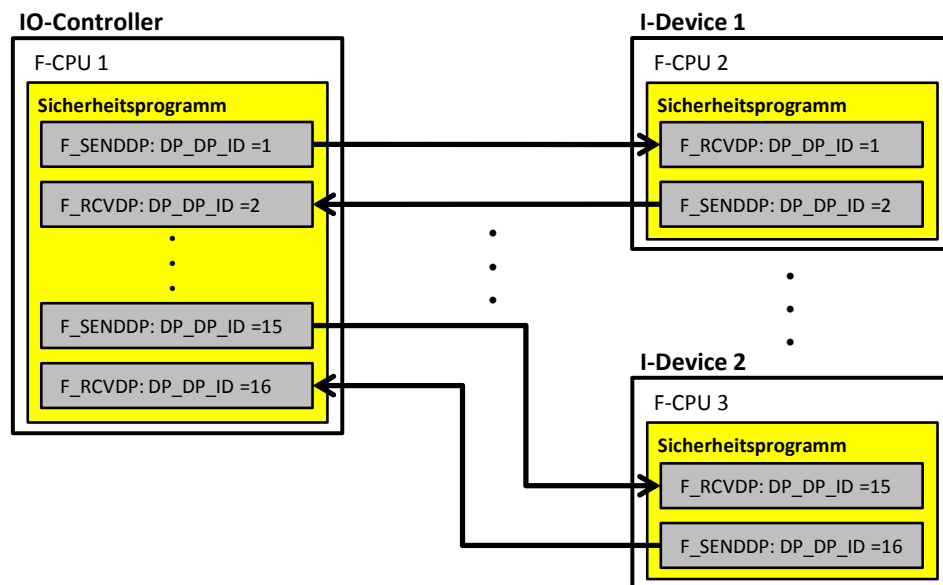 IO-Controller
F-CPU 1
Sicherheitsprogramm
F_SENDDP: DP_DP_ID =1
F_RCVDP: DP_DP_ID =2
F_SENDDP: DP_DP_ID =15
F_RCVDP: DP_DP_ID =16
I-Device 1
F-CPU 2
Sicherheitsprogramm
F_RCVDP: DP_DP_ID =1
F_SENDDP: DP_DP_ID =2
I-Device 2
F-CPU 3
Sicherheitsprogramm
F_RCVDP: DP_DP_ID =15
F_SENDDP: DP_DP_ID =16